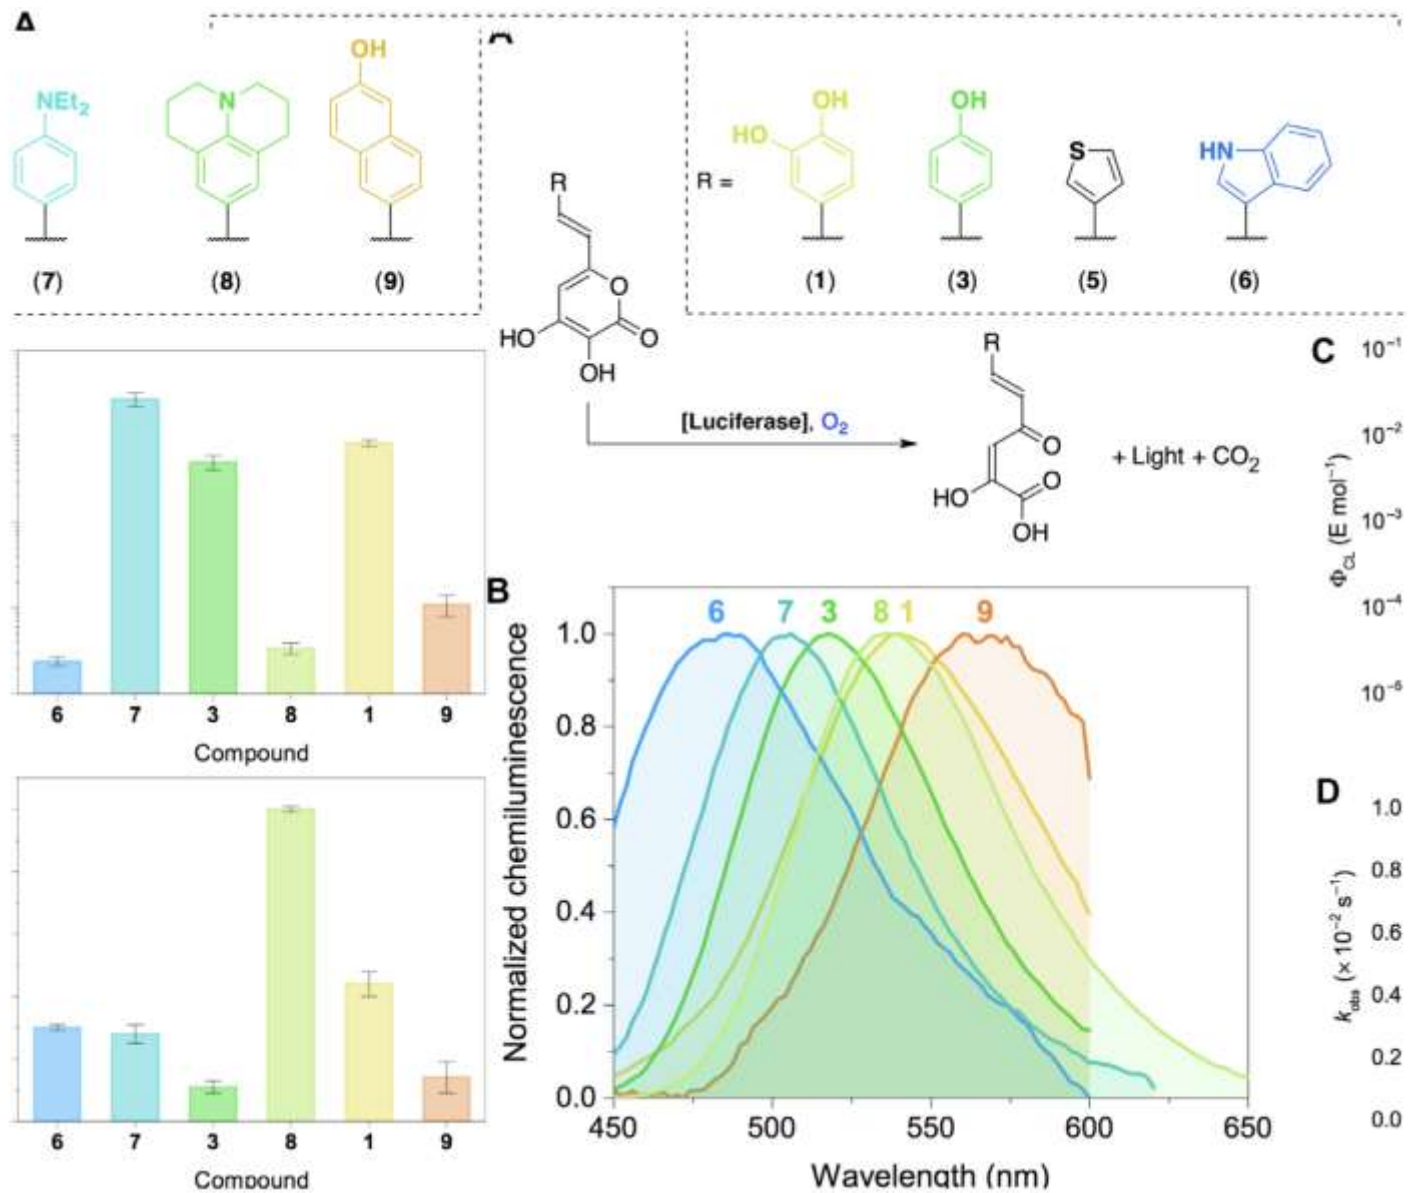 A
OH
NEt2
N
(7)
(8)
(9)
R
O
HO
O
OH
R =
OH
HO
OH
S
HN
(1)
(3)
(5)
(6)
[Luciferase], O2
R
O
HO
O
OH
+ Light + CO2
6 7 3 8 1 9
Compound
6 7 3 8 1 9
Compound
B
6 7 3 8 1 9
Normalized chemiluminescence
1.0
0.8
0.6
0.4
0.2
0.0
450 500 550 600 650
Wavelength (nm)
C
ΦCL (E mol−1)
10−1
10−2
10−3
10−4
D
kobs (×10−2 s−1)
1.0
0.8
0.6
0.4
0.2
0.0